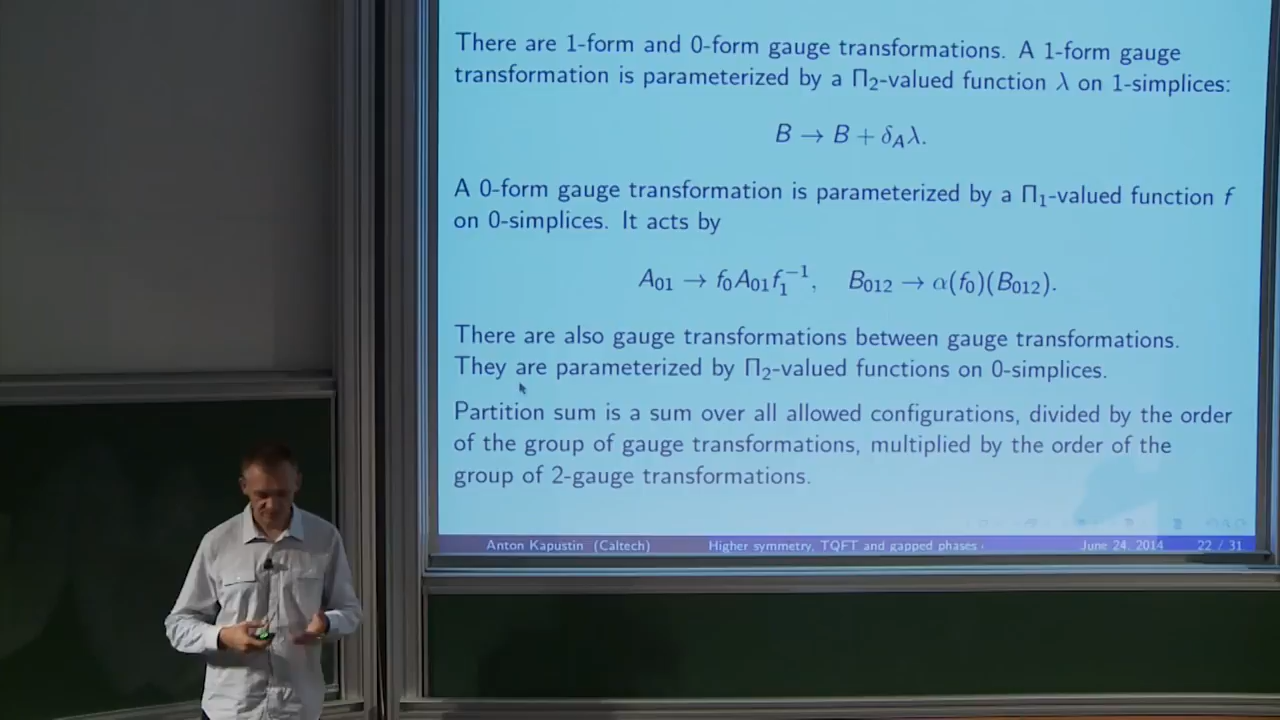 There are 1-form and 0-form gauge transformations. A 1-form gauge
transformation is parameterized by a Π₂-valued function λ on 1-simplices:
B → B + δ_Aλ.
A 0-form gauge transformation is parameterized by a Π₁-valued function f
on 0-simplices. It acts by
A₀₁ → f₀A₀₁f₁⁻¹, B₀₁₂ → α(f₀)(B₀₁₂).
There are also gauge transformations between gauge transformations.
They are parameterized by Π₂-valued functions on 0-simplices.
Partition sum is a sum over all allowed configurations, divided by the order
of the group of gauge transformations, multiplied by the order of the
group of 2-gauge transformations.
Anton Kapustin (Caltech) Higher symmetry, TQFT and gapped phases June 24, 2014 22 / 31